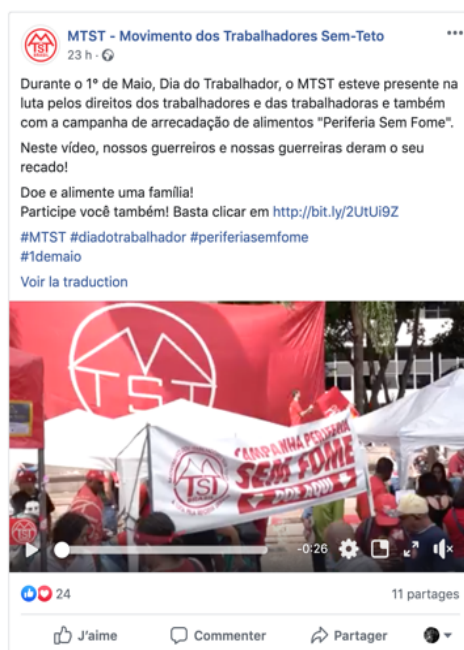 MTST - Movimento dos Trabalhadores Sem-Teto
23 h ·
Durante o 1º de Maio, Dia do Trabalhador, o MTST esteve presente na
luta pelos direitos dos trabalhadores e das trabalhadoras e também
com a campanha de arrecadação de alimentos "Periferia Sem Fome".
Neste vídeo, nossos guerreiros e nossas guerreiras deram o seu
recado!
Doe e alimente uma família!
Participe você também! Basta clicar em http://bit.ly/2UtUi9Z
#MTST #diadotrabalhador #periferiasemfome
#1demaio
Voir la traduction
TST
CAMPANHA PERIFERIA
SEM FOME
DOE AQUI
TST
-0:26
24
11 partages
J'aime
Commenter
Partager